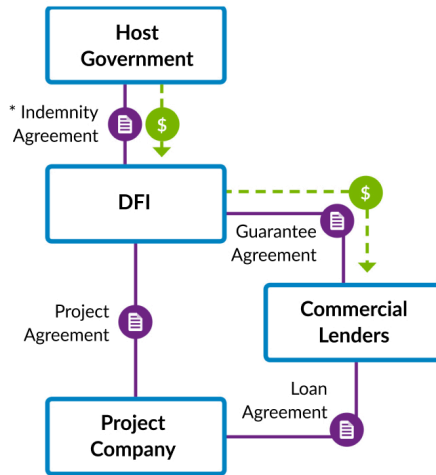 Host
Government
* Indemnity
Agreement
$
DFI
$
Guarantee
Agreement
Project
Agreement
Commercial
Lenders
Loan
Agreement
Project
Company